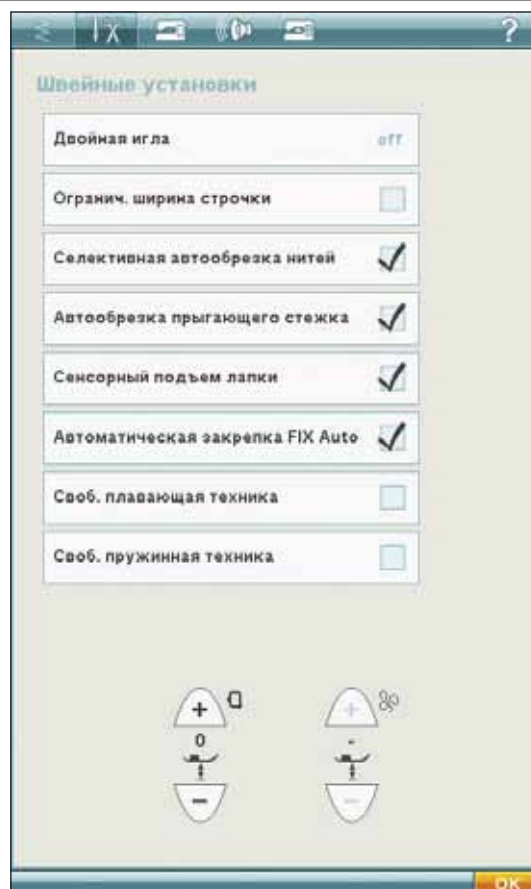 ?
Швейные установки
Двойная игла off
Огранич. ширина строчки
Селективная автообрезка нитей
Автообрезка прыгающего стежка
Сенсорный подъем лапки
Автоматическая закрепка FIX Auto
Своб. плавающая техника
Своб. пружинная техника
+ +
0 -
− −
OK